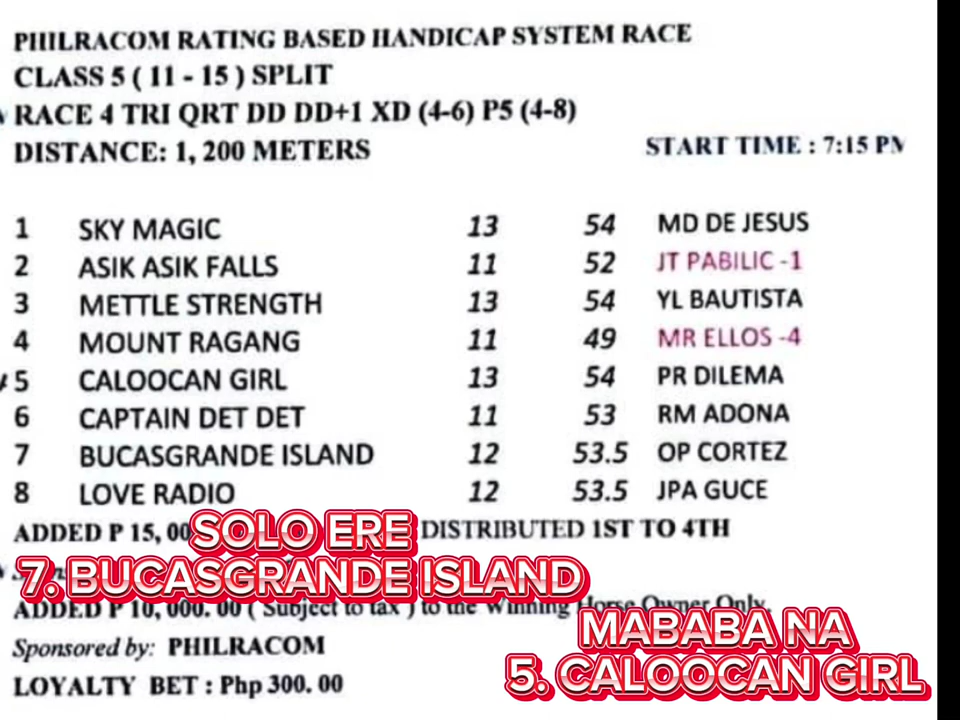 PHILRACOM RATING BASED HANDICAP SYSTEM RACE
CLASS 5 ( 11 - 15 ) SPLIT
RACE 4 TRI QRT DD DD+1 XD (4-6) P5 (4-8)
DISTANCE: 1, 200 METERS START TIME : 7:15 PM
1 SKY MAGIC 13 54 MD DE JESUS
2 ASIK ASIK FALLS 11 52 JT PABILIC -1
3 METTLE STRENGTH 13 54 YL BAUTISTA
4 MOUNT RAGANG 11 49 MR ELLOS -4
5 CALOOCAN GIRL 13 54 PR DILEMA
6 CAPTAIN DET DET 11 53 RM ADONA
7 BUCASGRANDE ISLAND 12 53.5 OP CORTEZ
8 LOVE RADIO 12 53.5 JPA GUCE
ADDED P 15, 00 DISTRIBUTED 1ST TO 4TH
SOLO ERE
7. BUCASGRANDE ISLAND
ADDED P 10, 000. 00 ( Subject to tax ) to the Winning Horse Owner Only.
MABABA NA
Sponsored by: PHILRACOM
5. CALOOCAN GIRL
LOYALTY BET : Php 300. 00